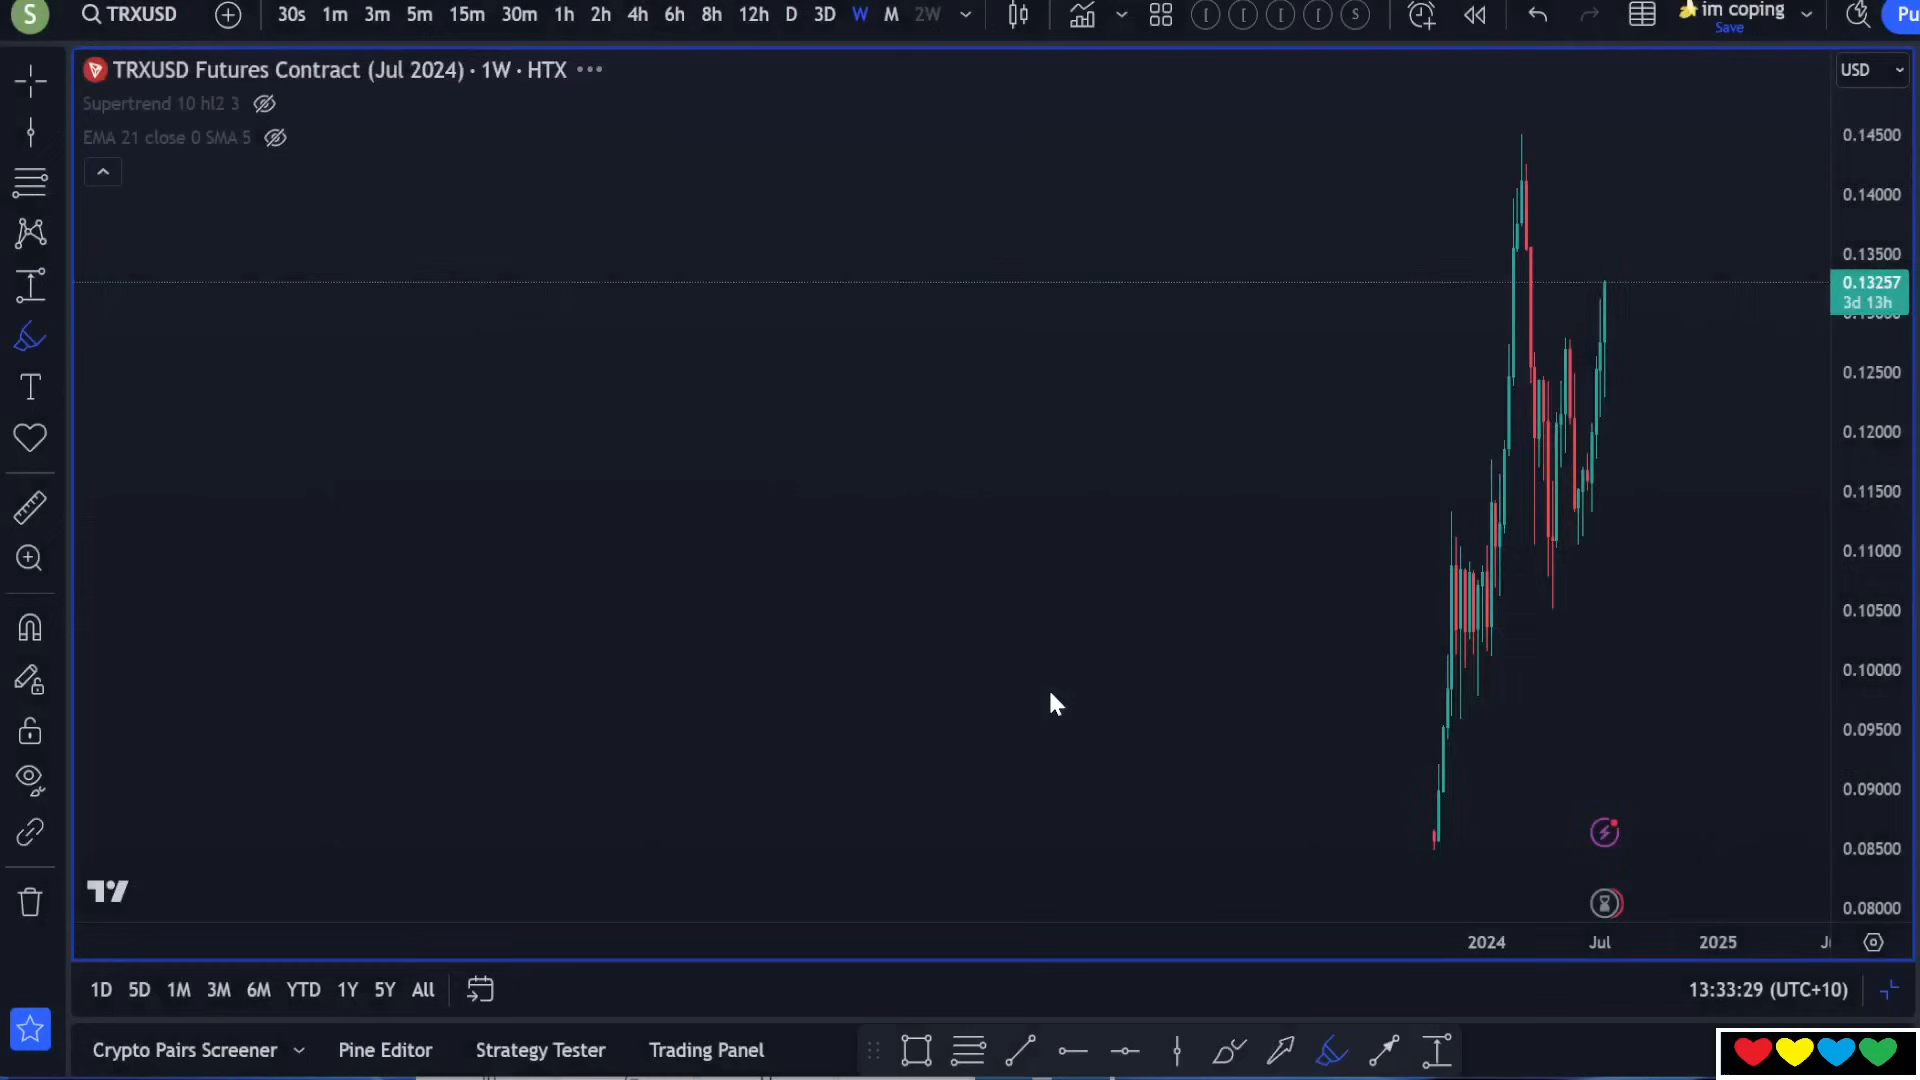 S TRXUSD 30s 1m 3m 5m 15m 30m 1h 2h 4h 6h 8h 12h D 3D W M 2W im coping Pu
Save
TRXUSD Futures Contract (Jul 2024) · 1W · HTX
USD
Supertrend 10 hl2 3
EMA 21 close 0 SMA 5
0.14500
0.14000
0.13500
0.13257
3d 13h
0.12500
0.12000
0.11500
0.11000
0.10500
0.10000
0.09500
0.09000
0.08500
0.08000
2024 Jul 2025
1D 5D 1M 3M 6M YTD 1Y 5Y All
13:33:29 (UTC+10)
Crypto Pairs Screener Pine Editor Strategy Tester Trading Panel